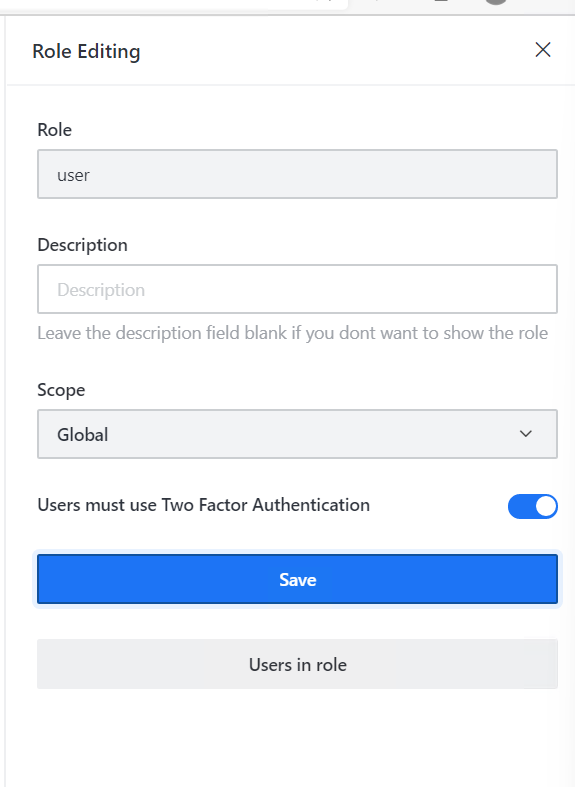 Role Editing
Role
user
Description
Description
Leave the description field blank if you dont want to show the role
Scope
Global
Users must use Two Factor Authentication
Save
Users in role